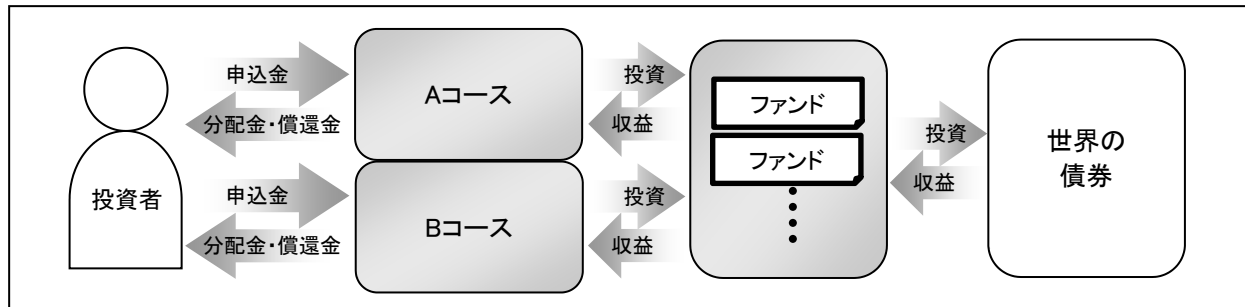 投資者
申込金
分配金・償還金
申込金
分配金・償還金
Aコース
Bコース
投資
収益
投資
収益
ファンド
ファンド
投資
収益
世界の
債券